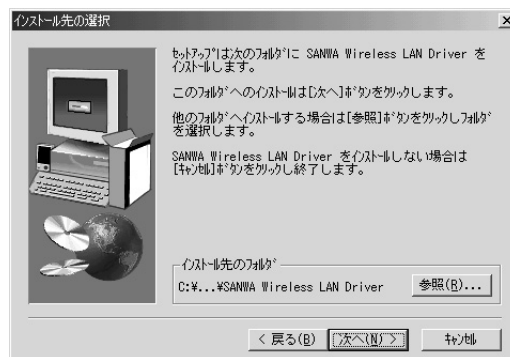 インストール先の選択
セットアップは次のフォルダに SANWA Wireless LAN Driver を
インストールします。
このフォルダへのインストールは[次へ]ボタンをクリックします。
他のフォルダへインストールする場合は[参照]ボタンをクリックしフォルダ
を選択します。
SANWA Wireless LAN Driver をインストールしない場合は
[キャンセル]ボタンをクリックし終了します。
インストール先のフォルダ
C:¥...¥SANWA Wireless LAN Driver
参照(R)...
< 戻る(B)
次へ(N) >
キャンセル